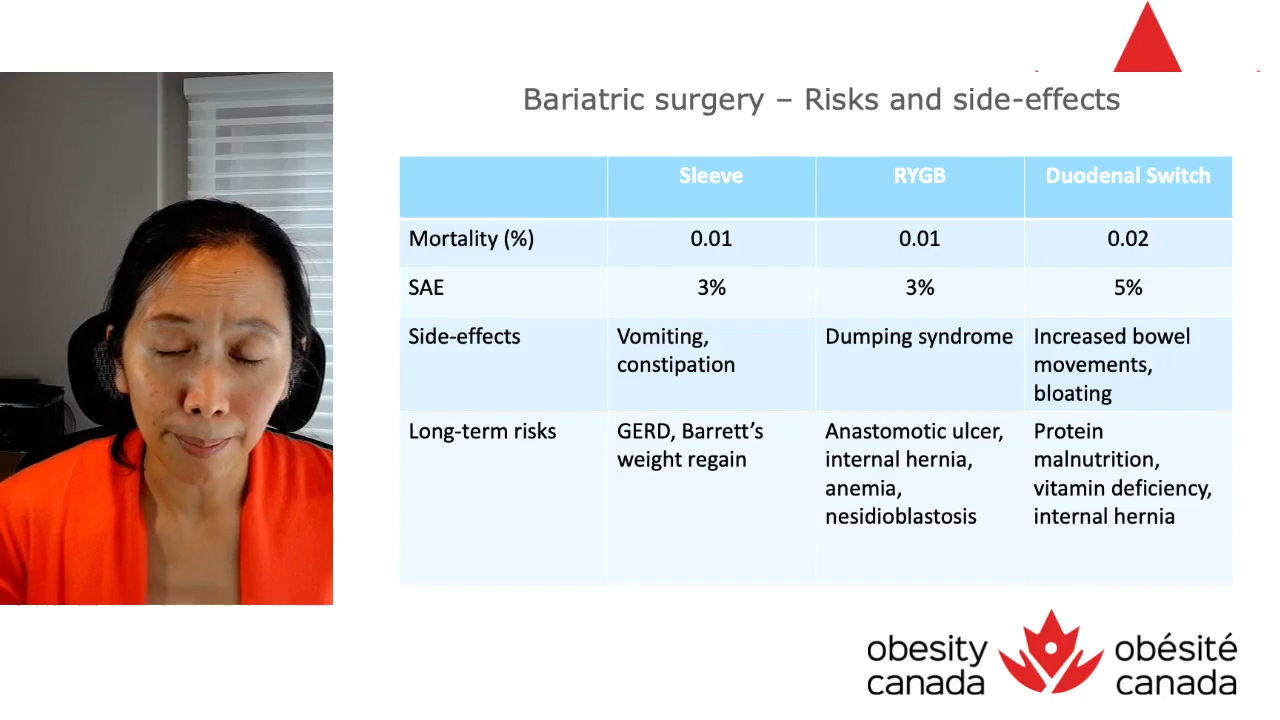 Bariatric surgery – Risks and side-effects
Sleeve RYGB Duodenal Switch
Mortality (%) 0.01 0.01 0.02
SAE 3% 3% 5%
Side-effects
Vomiting,
constipation
Dumping syndrome
Increased bowel
movements,
bloating
Long-term risks
GERD, Barrett’s
weight regain
Anastomotic ulcer,
internal hernia,
anemia,
nesidioblastosis
Protein
malnutrition,
vitamin deficiency,
internal hernia
obesity
canada
obésité
canada